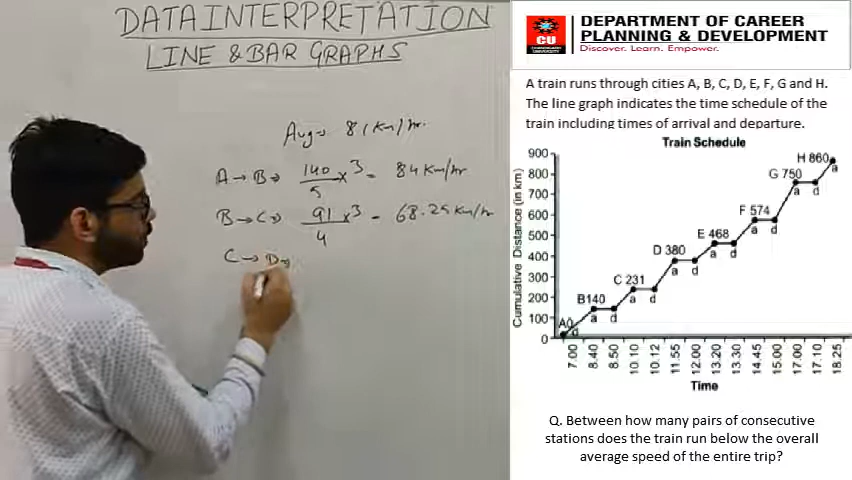 DATA INTERPRETATION
LINE & BAR GRAPHS
Aug→ 81 Km/hr.
A → B → 140/5 x 3 = 84 Km/hr
B → C → 91/4 x 3 = 68.25 Km/hr
C → D →
CU
DEPARTMENT OF CAREER
PLANNING & DEVELOPMENT
Discover. Learn. Empower.
A train runs through cities A, B, C, D, E, F, G and H.
The line graph indicates the time schedule of the
train including times of arrival and departure.
Train Schedule
Cumulative Distance (in km)
900
800
700
600
500
400
300
200
100
0
A0 d
B140 a d
C 231 a d
D 380 a d
E 468 a d
F 574 a d
G 750 a d
H 860 a
7.00 8.40 8.50 10.10 10.12 11.55 12.00 13.20 13.30 14.45 15.00 17.00 17.10 18.25
Time
Q. Between how many pairs of consecutive
stations does the train run below the overall
average speed of the entire trip?